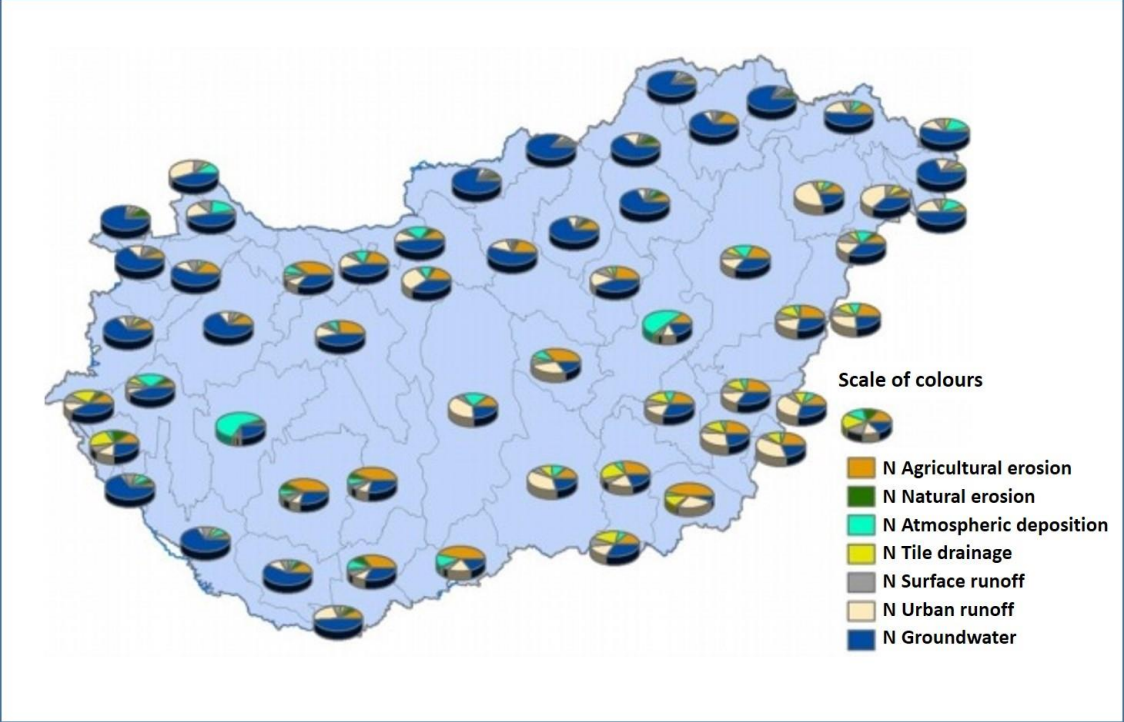 Scale of colours
N Agricultural erosion
N Natural erosion
N Atmospheric deposition
N Tile drainage
N Surface runoff
N Urban runoff
N Groundwater